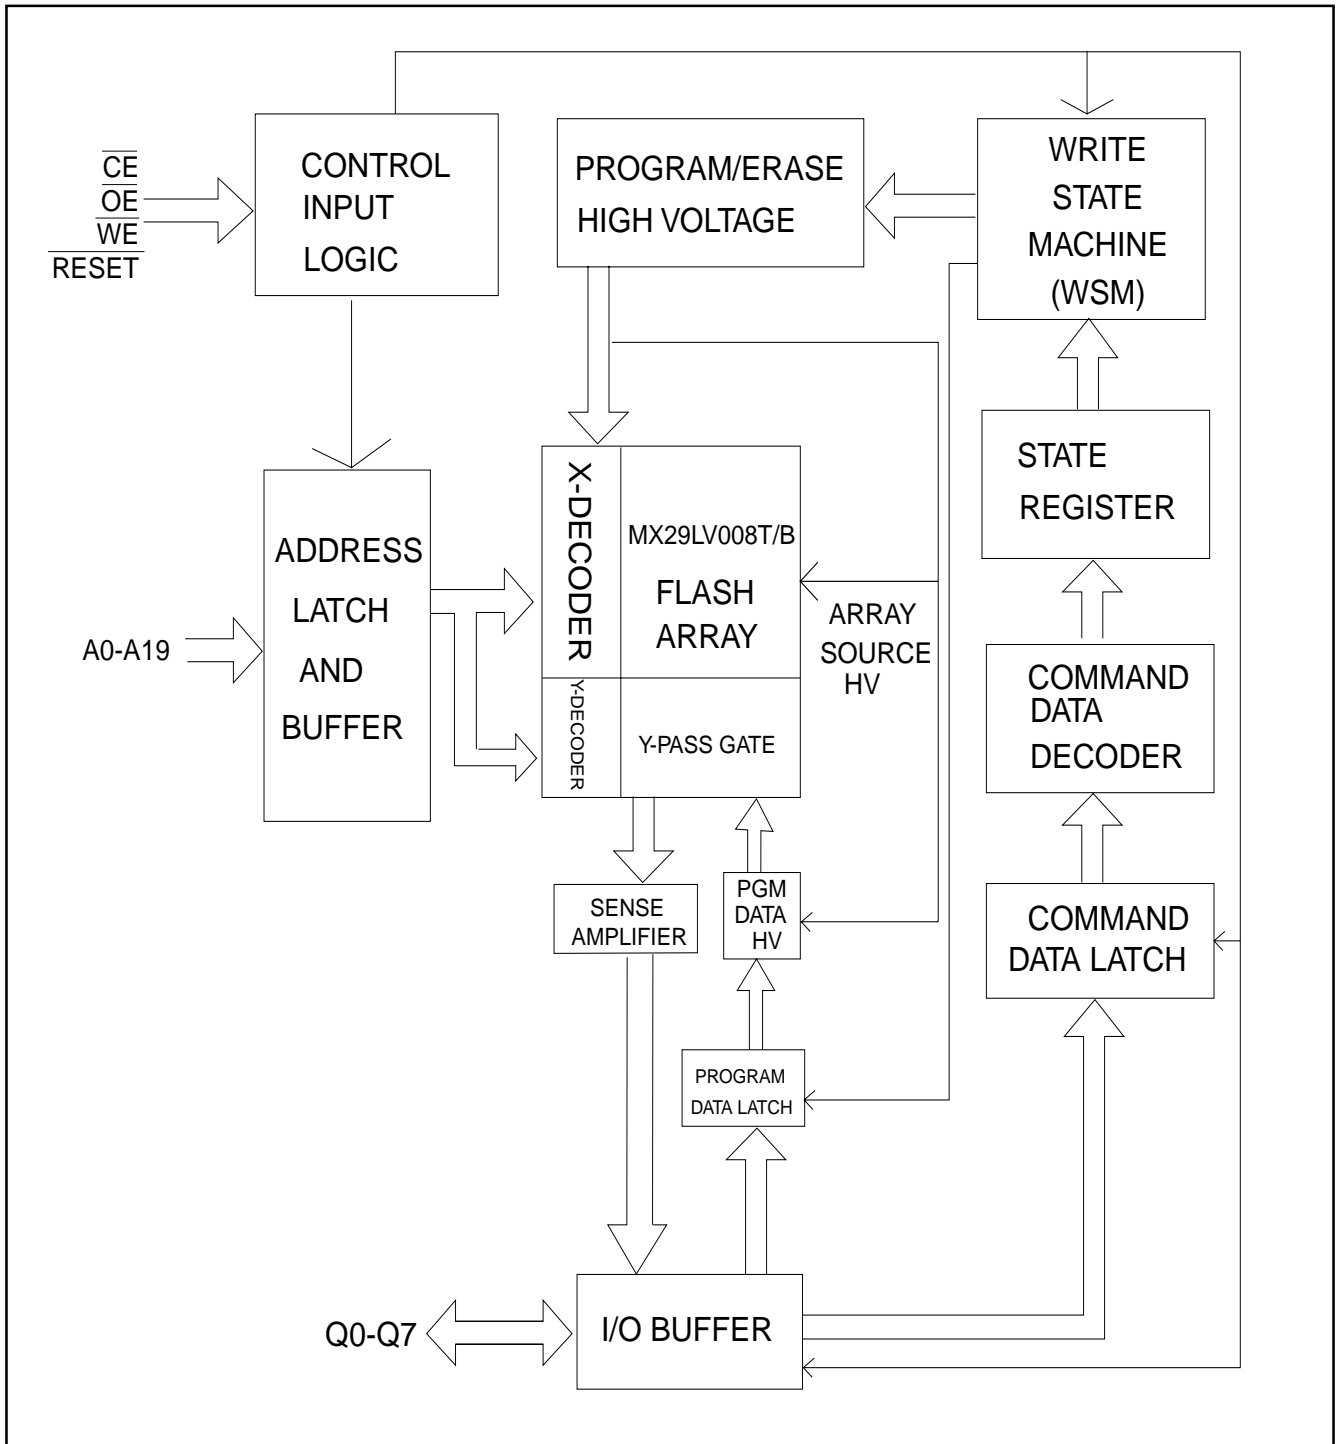 CE
OE
WE
RESET
CONTROL
INPUT
LOGIC
PROGRAM/ERASE
HIGH VOLTAGE
WRITE
STATE
MACHINE
(WSM)
STATE
REGISTER
A0-A19
ADDRESS
LATCH
AND
BUFFER
X-DECODER
MX29LV008T/B
FLASH
ARRAY
ARRAY
SOURCE
HV
Y-DECODER
Y-PASS GATE
COMMAND
DATA
DECODER
SENSE
AMPLIFIER
PGM
DATA
HV
COMMAND
DATA LATCH
PROGRAM
DATA LATCH
Q0-Q7
I/O BUFFER